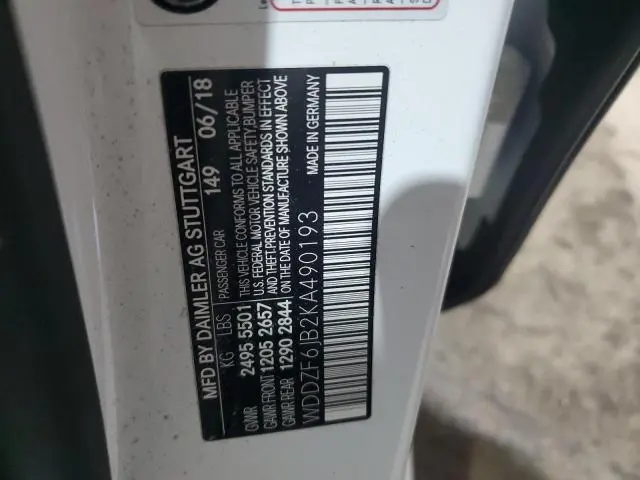 MFD BY DAIMLER AG STUTTGART
PASSENGER CAR 149 06/18
KG LBS
GVWR 2495 5501
GAWR FRONT 1205 2657
GAWR-REAR 1290 2844
THIS VEHICLE CONFORMS TO ALL APPLICABLE
U.S. FEDERAL MOTOR VEHICLE SAFETY,BUMPER
AND THEFT PREVENTION STANDARDS IN EFFECT
ON THE DATE OF MANUFACTURE SHOWN ABOVE
WDDZF6JB2KA490193
MADE IN GERMANY